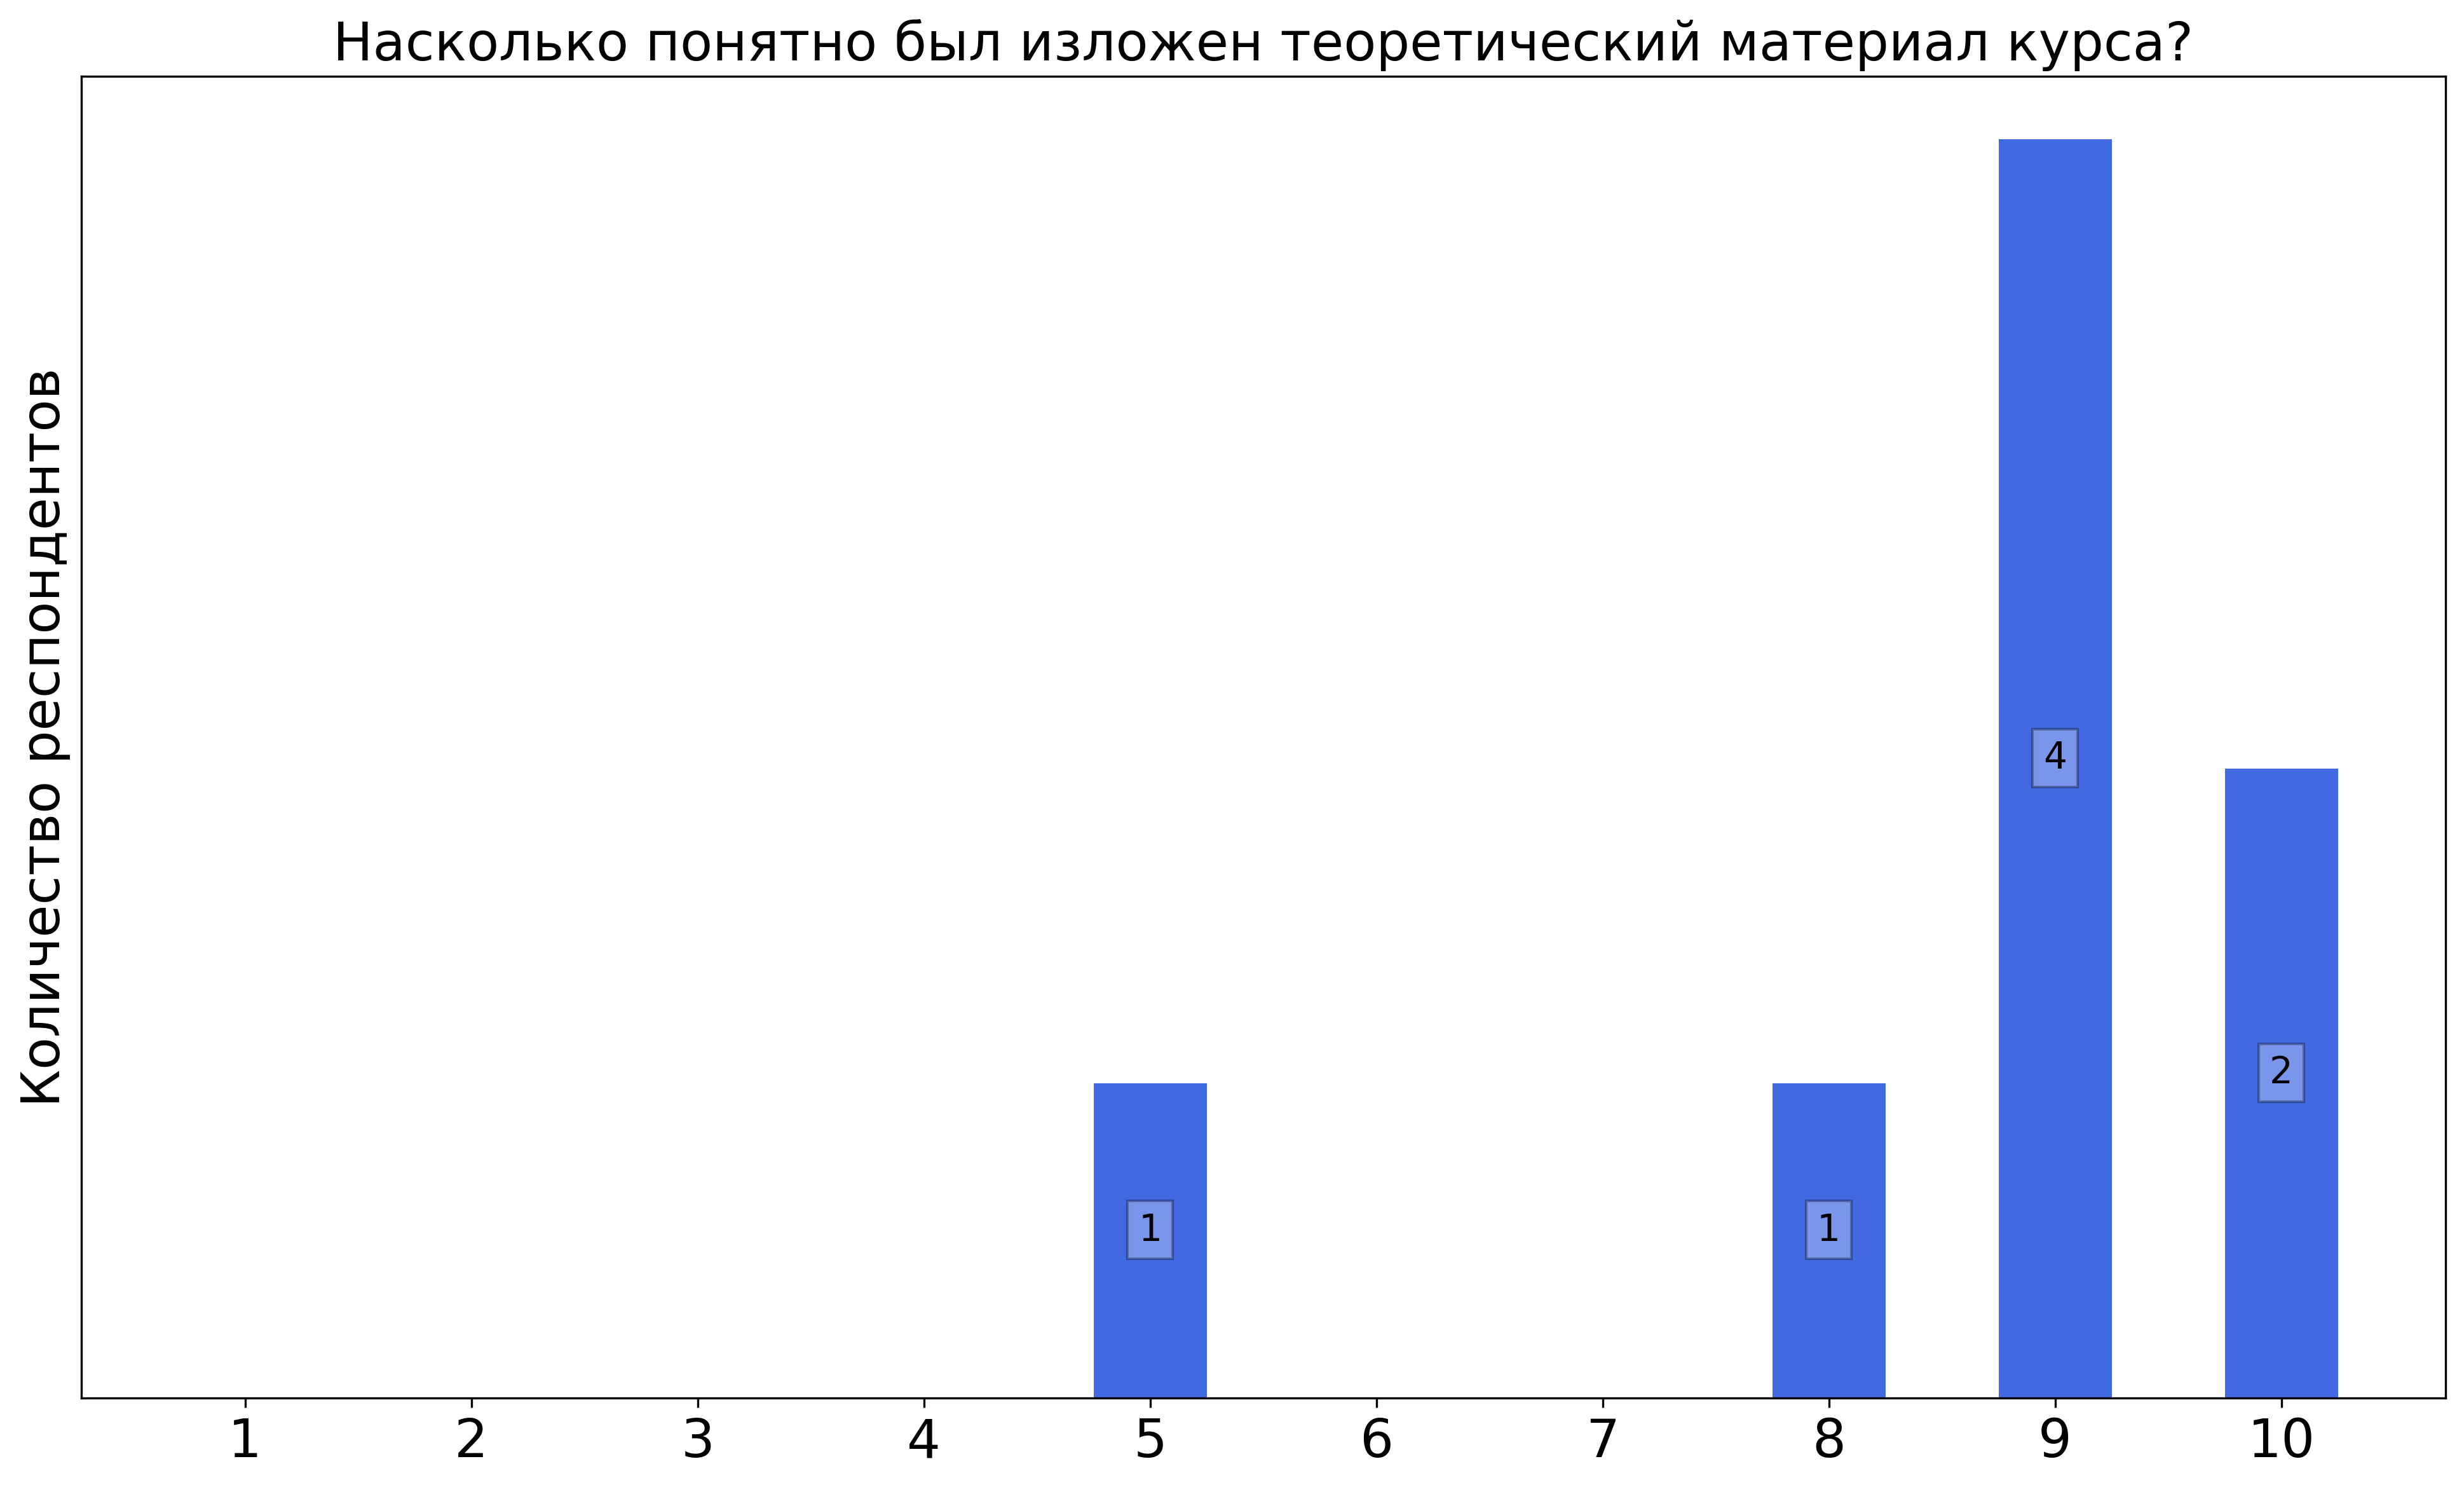 Насколько понятно был изложен теоретический материал курса?
Количество респондентов
4
2
1
1
1 2 3 4 5 6 7 8 9 10